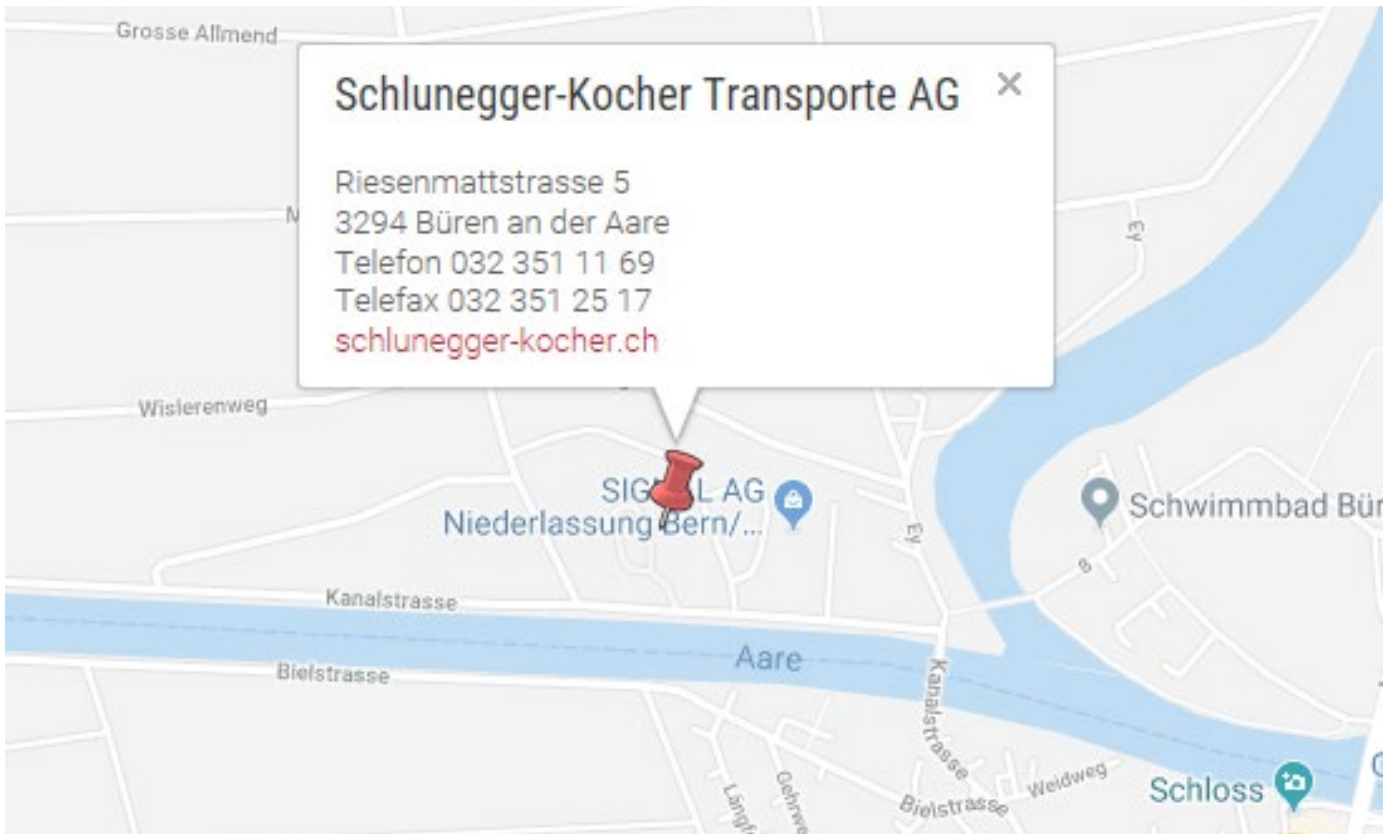 Grosse Allmend
Schlunegger-Kocher Transporte AG
Riesenmattstrasse 5
3294 Büren an der Aare
Telefon 032 351 11 69
Telefax 032 351 25 17
schlunegger-kocher.ch
Ey
Wislerenweg
SIGNAL AG
Niederlassung Bern/...
Schwimmbad Bür
Ey
Kanalstrasse
Aare
Bielstrasse
Kanalstrasse
Weidweg
Bielstrasse
Schloss